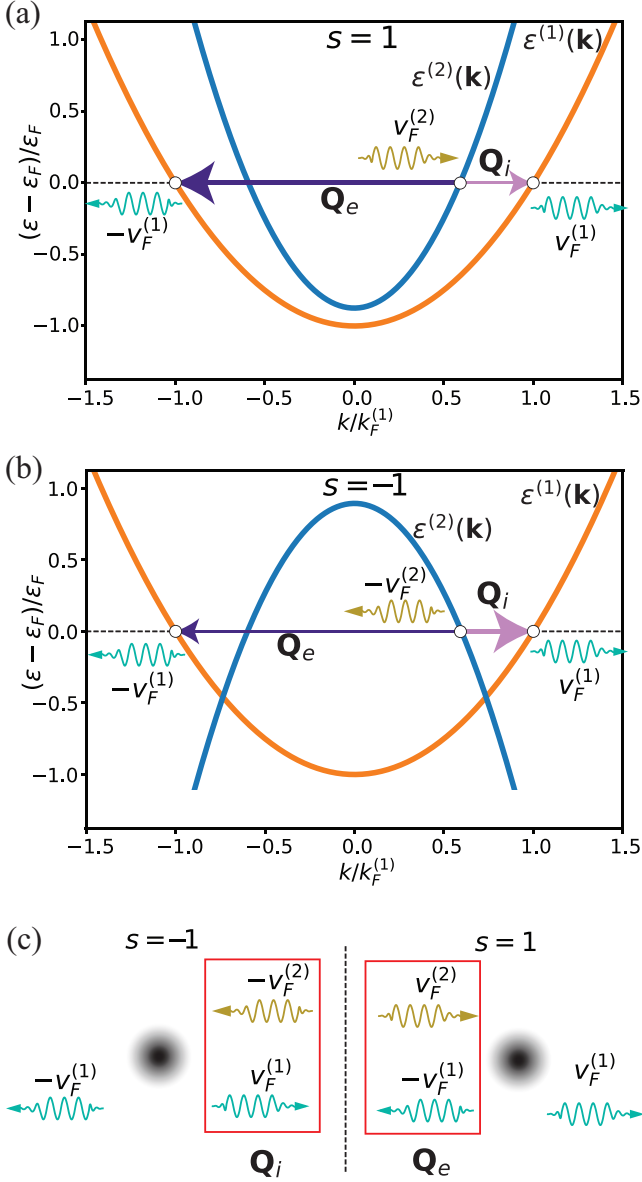 (a)
s = 1
ε^(1)(k)
ε^(2)(k)
v_F^(2)
Q_i
Q_e
−v_F^(1)
v_F^(1)
(ε − ε_F)/ε_F
1.0
0.5
0.0
−0.5
−1.0
−1.5 −1.0 −0.5 0.0 0.5 1.0 1.5
k/k_F^(1)
(b)
s = −1
ε^(1)(k)
ε^(2)(k)
−v_F^(2)
Q_i
Q_e
−v_F^(1)
v_F^(1)
(ε − ε_F)/ε_F
1.0
0.5
0.0
−0.5
−1.0
−1.5 −1.0 −0.5 0.0 0.5 1.0 1.5
k/k_F^(1)
(c)
s = −1 s = 1
−v_F^(2) v_F^(2)
−v_F^(1) v_F^(1) −v_F^(1) v_F^(1)
Q_i Q_e